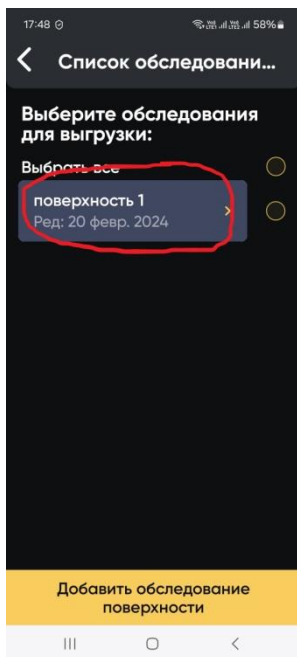 17:48 58%
Список обследовани...
Выберите обследования
для выгрузки:
Выбрать все
поверхность 1
Ред: 20 февр. 2024
Добавить обследование
поверхности